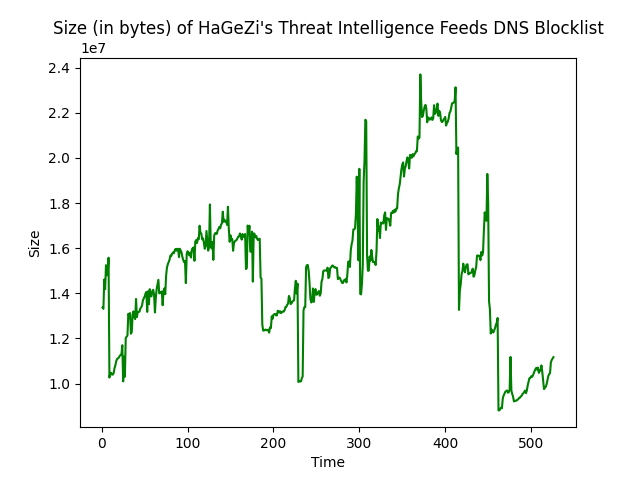 Size (in bytes) of HaGeZi's Threat Intelligence Feeds DNS Blocklist
1e7
2.4
2.2
2.0
1.8
1.6
1.4
1.2
1.0
Size
0 100 200 300 400 500
Time